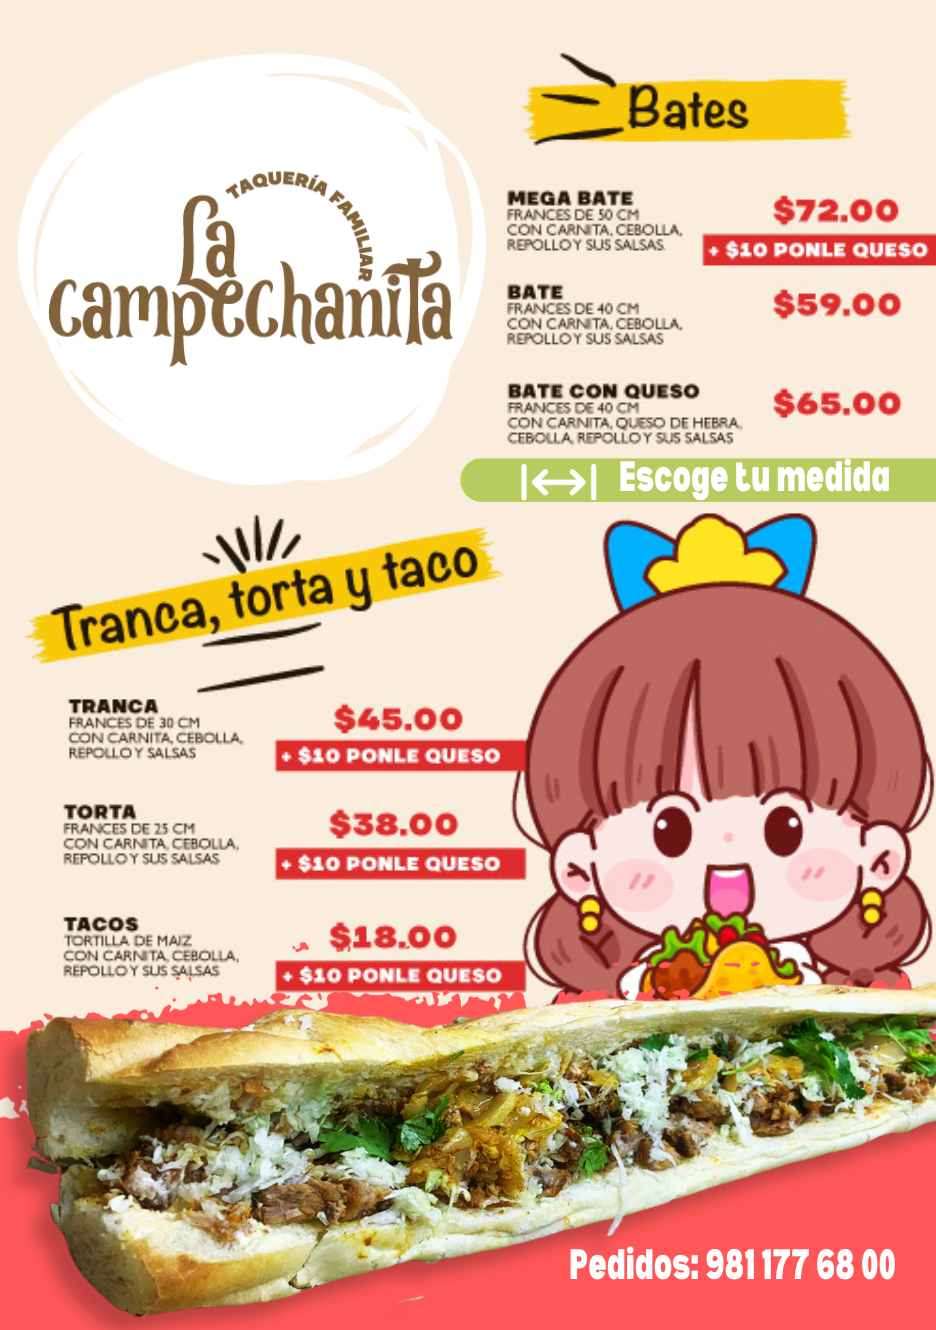 TAQUERÍA FAMILIAR
La
campechanita
Bates
MEGA BATE
FRANCES DE 50 CM
CON CARNITA, CEBOLLA,
REPOLLO Y SUS SALSAS.
$72.00
+ $10 PONLE QUESO
BATE
FRANCES DE 40 CM
CON CARNITA, CEBOLLA,
REPOLLO Y SUS SALSAS
$59.00
BATE CON QUESO
FRANCES DE 40 CM
CON CARNITA, QUESO DE HEBRA,
CEBOLLA, REPOLLO Y SUS SALSAS
$65.00
Escoge tu medida
Tranca, torta y taco
TRANCA
FRANCES DE 30 CM
CON CARNITA, CEBOLLA,
REPOLLO Y SALSAS
$45.00
+ $10 PONLE QUESO
TORTA
FRANCES DE 25 CM
CON CARNITA, CEBOLLA,
REPOLLO Y SUS SALSAS
$38.00
+ $10 PONLE QUESO
TACOS
TORTILLA DE MAIZ
CON CARNITA, CEBOLLA,
REPOLLO Y SUS SALSAS
$18.00
+ $10 PONLE QUESO
Pedidos: 981 177 68 00